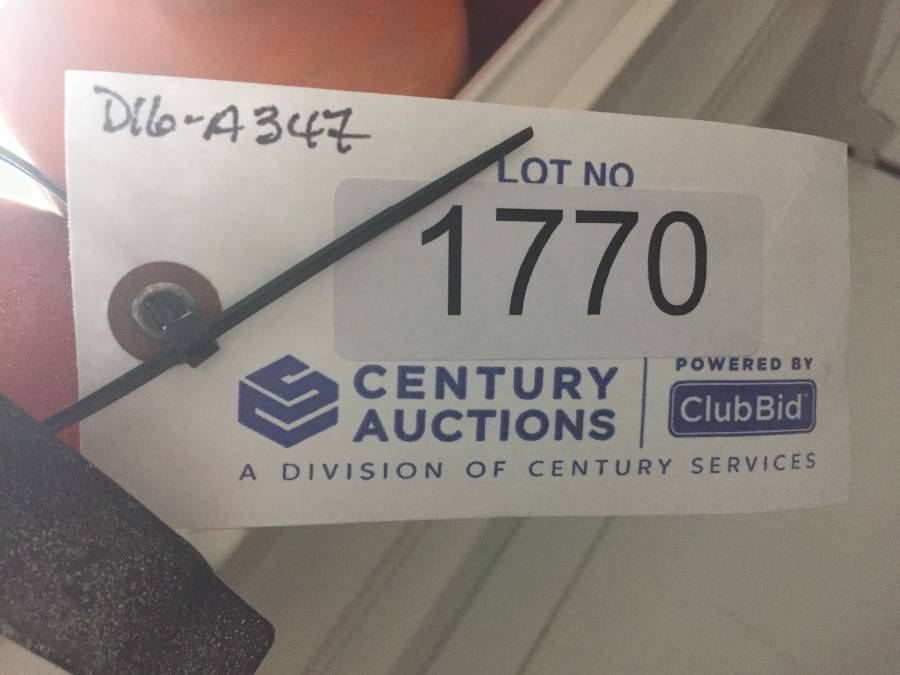 D16-A347
LOT NO
1770
CENTURY
AUCTIONS
POWERED BY
ClubBid
A DIVISION OF CENTURY SERVICES